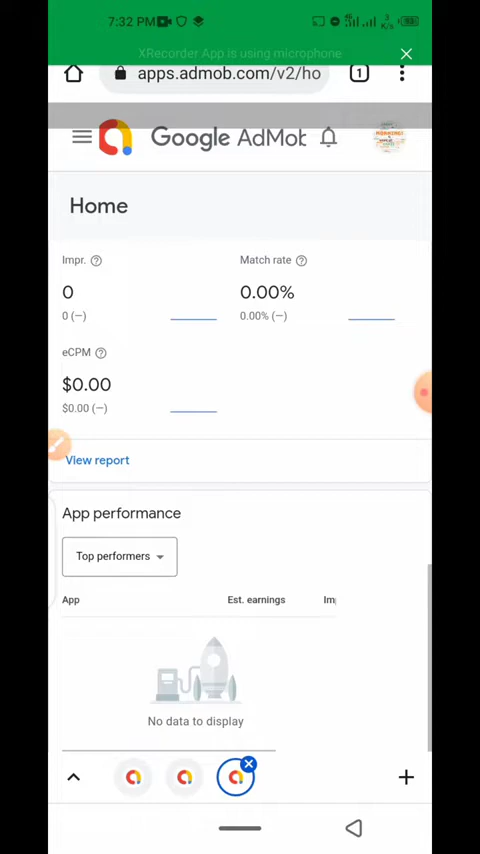 7:32 PM
3
K/s
XRecorder App is using microphone
apps.admob.com/v2/ho
1
Google AdMob
Home
Impr.
Match rate
0
0.00%
0 (—)
0.00% (—)
eCPM
$0.00
$0.00 (—)
View report
App performance
Top performers
App
Est. earnings
Im
No data to display